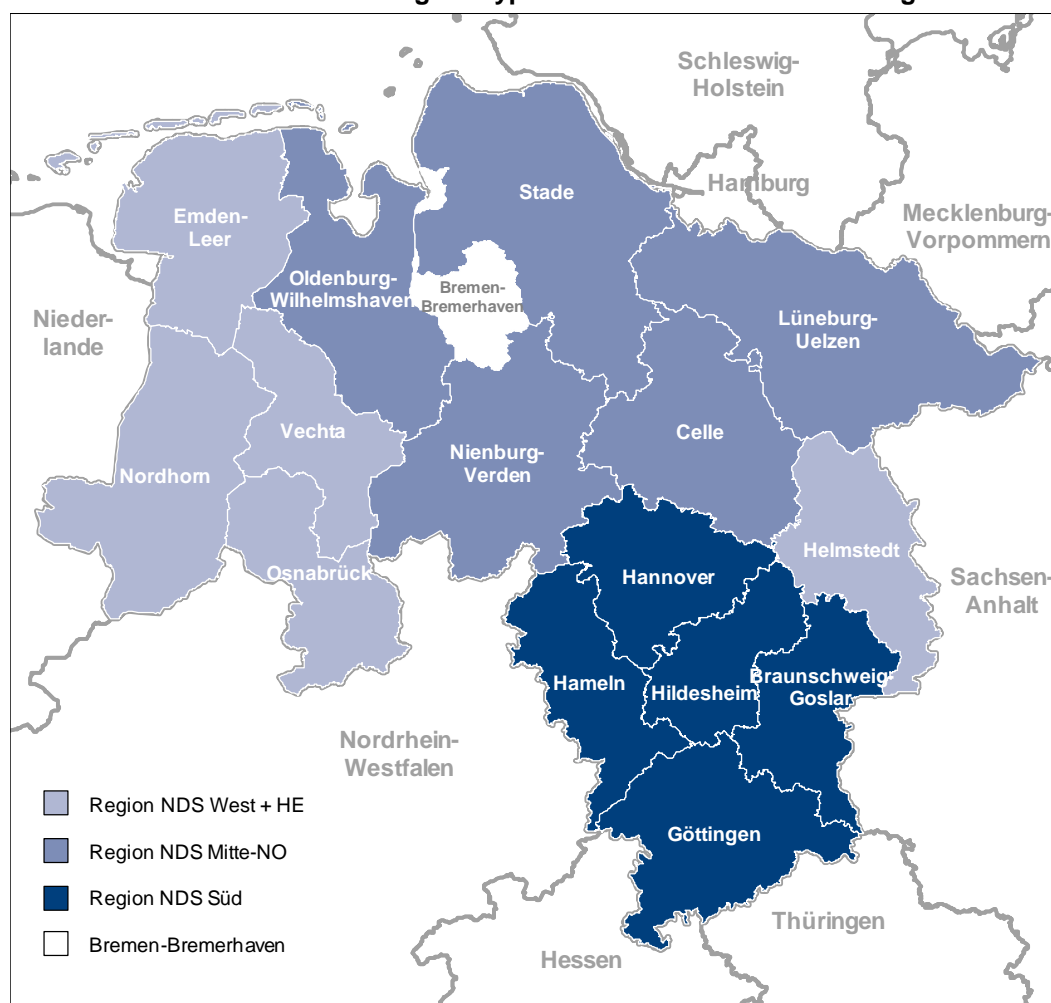 Schleswig-
Holstein
Hamburg
Mecklenburg-
Vorpommern
Stade
Emden-
Leer
Oldenburg-
Wilhelmshaven
Bremen-
Bremerhaven
Nieder-
lande
Lüneburg-
Uelzen
Vechta
Celle
Nienburg-
Verden
Nordhorn
Helmstedt
Osnabrück
Hannover
Sachsen-
Anhalt
Hameln
Hildesheim
Braunschweig-
Goslar
Nordrhein-
Westfalen
Göttingen
Thüringen
Hessen
Region NDS West + HE
Region NDS Mitte-NO
Region NDS Süd
Bremen-Bremerhaven